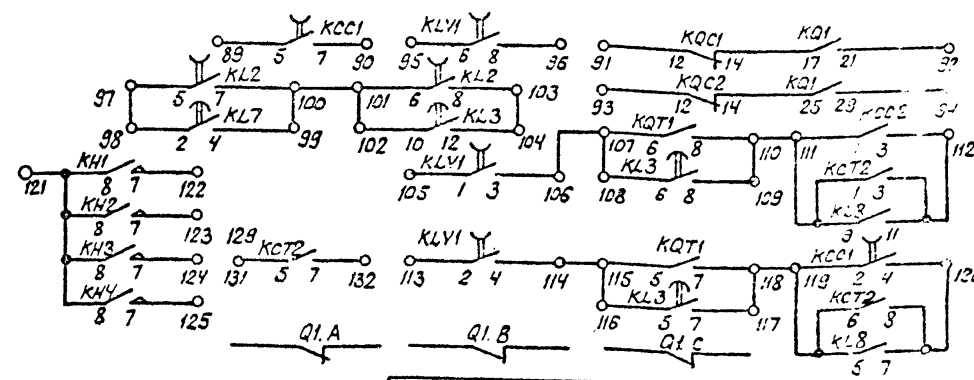 KCC1 KLV1
89 5 7 90 95 6 8 96 91 KQC1 12 14 KQ1 17 21
97 5 KL2 7 100 101 6 KL2 8 103 93 KQC2 12 14 KQ1 25 29
98 2 KL7 4 99 102 10 KL3 12 104 107 KQT1 6 8 110 111 3 112
121 KH1 8 7 122 105 KLV1 1 3 106 108 KL3 6 8 109 KCT2 1 3
KH2 8 7 123 KL8 9 11
KH3 8 7 124 129 131 KCT2 5 7 132 113 KLV1 2 4 114 115 KQT1 5 7 118 119 KCC1 2 4
KH4 8 7 125 116 KL3 5 7 117 KCT2 6 8
Q1.A Q1.B Q1.C KL8 5 7